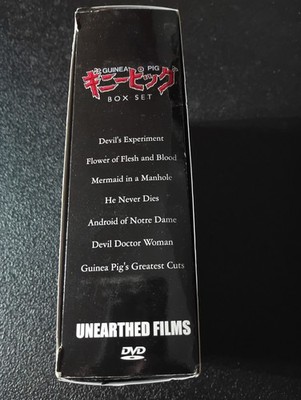 GUINEA PIG
ギニーピッグ
BOX SET
Devil's Experiment
Flower of Flesh and Blood
Mermaid in a Manhole
He Never Dies
Android of Notre Dame
Devil Doctor Woman
Guinea Pig's Greatest Cuts
UNEARTHED FILMS
DVD